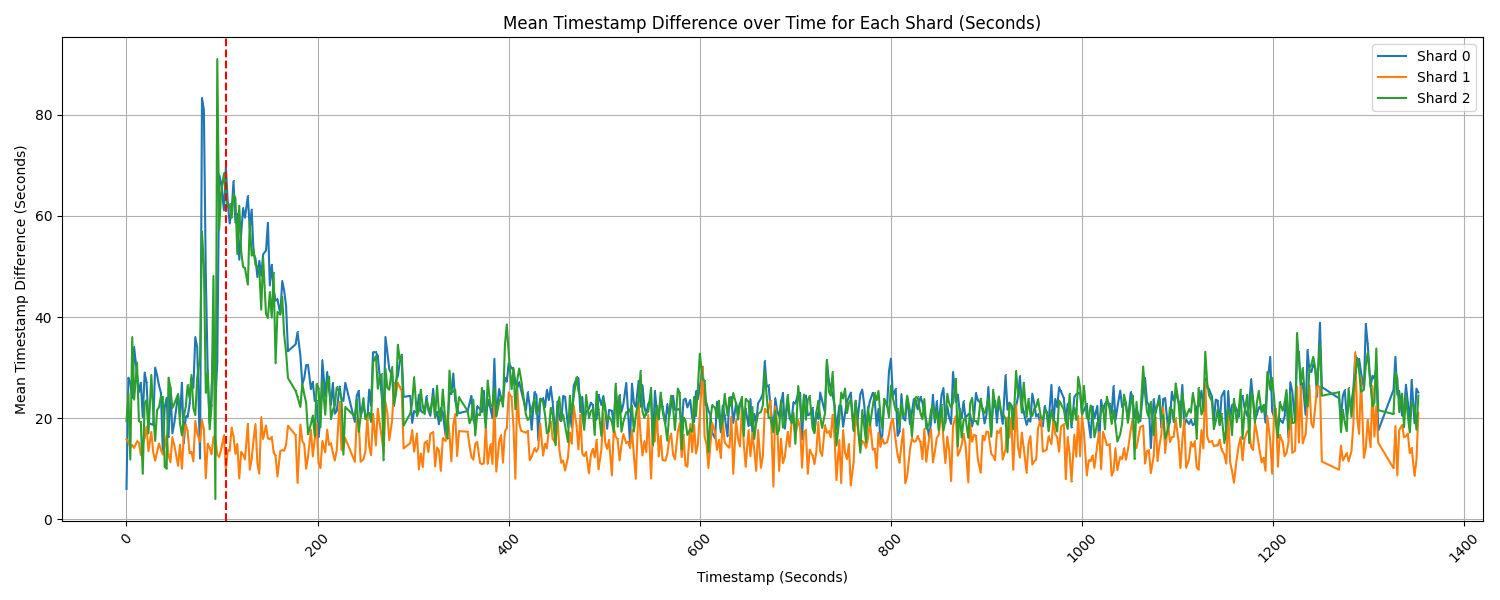 Mean Timestamp Difference over Time for Each Shard (Seconds)
Shard 0
Shard 1
Shard 2
Mean Timestamp Difference (Seconds)
80
60
40
20
0
0
200
400
600
800
1000
1200
1400
Timestamp (Seconds)